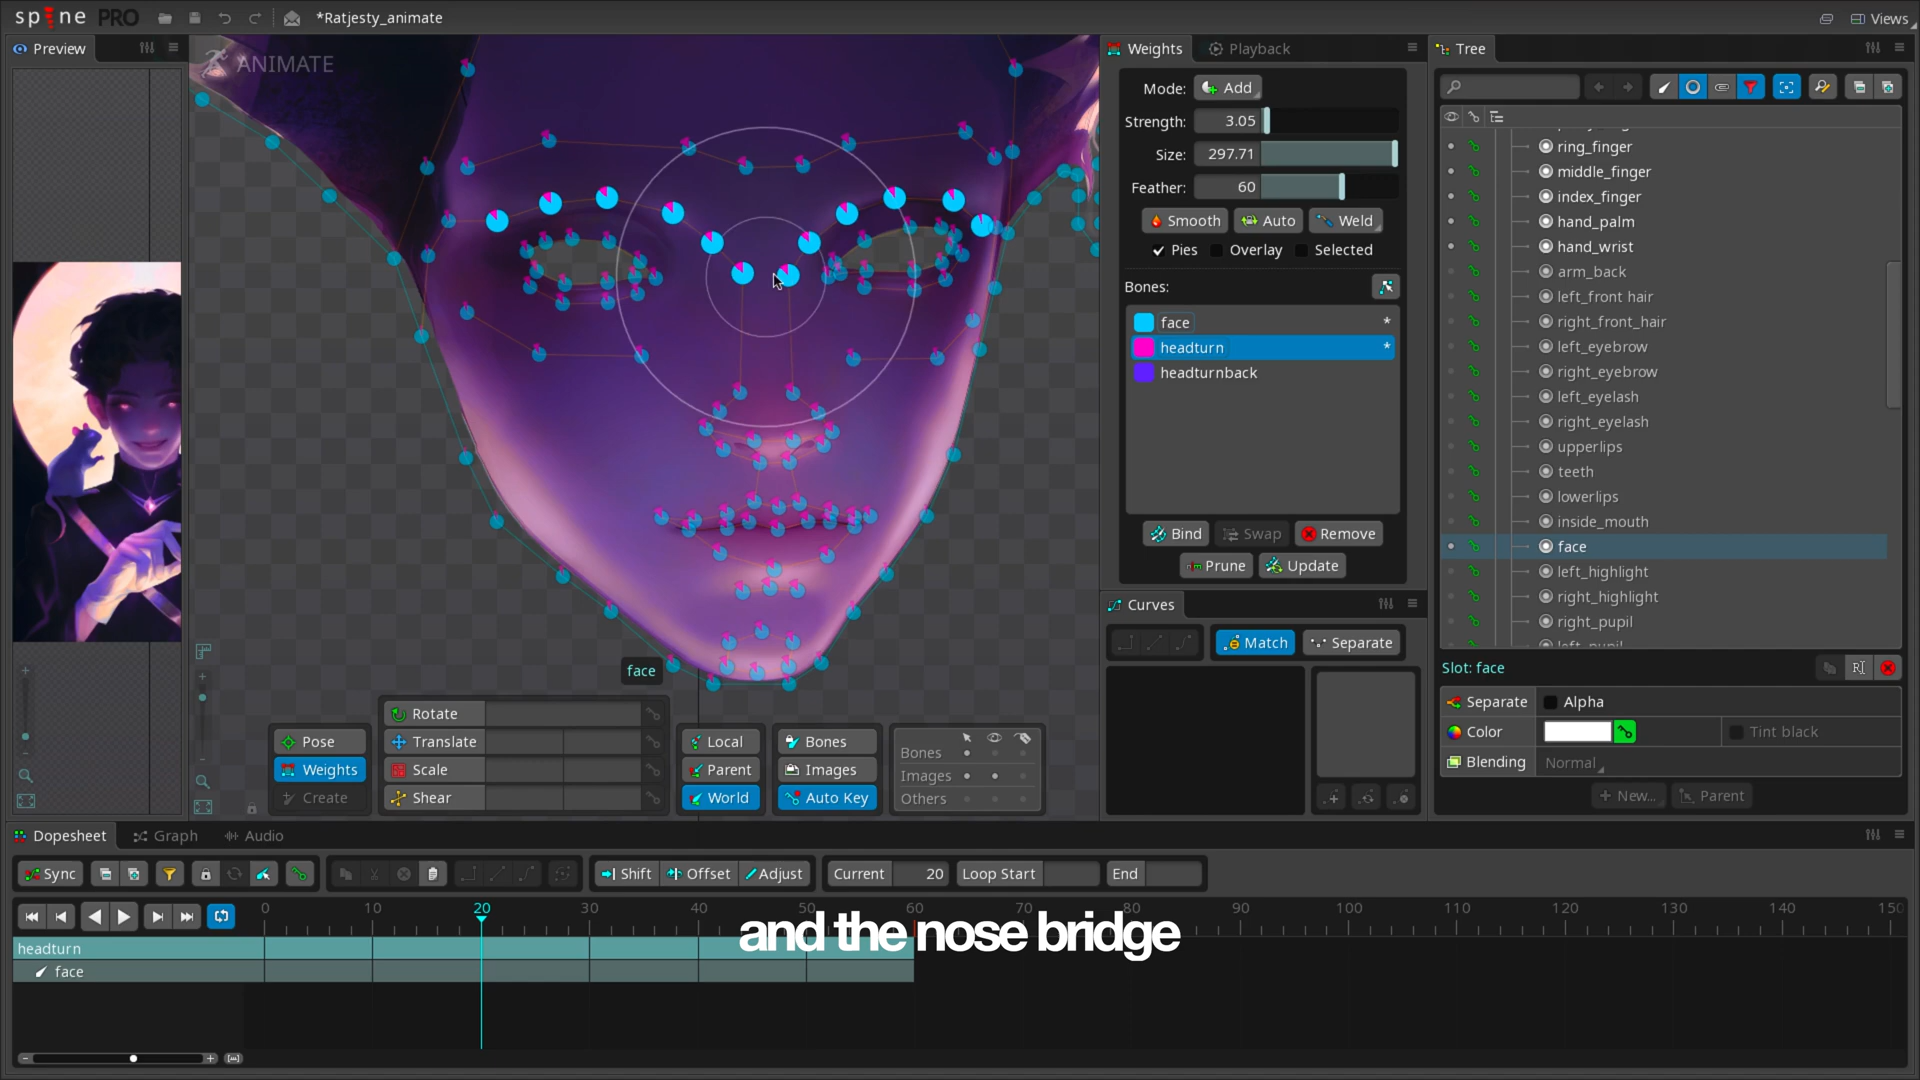 spine PRO
*Ratjesty_animate
Views
Preview
ANIMATE
Weights
Playback
Mode: Add
Strength: 3.05
Size: 297.71
Feather: 60
Smooth Auto Weld
Pies Overlay Selected
Bones:
face *
headturn *
headturnback
Bind Swap Remove
Prune Update
Curves
Match Separate
Tree
ring_finger
middle_finger
index_finger
hand_palm
hand_wrist
arm_back
left_front hair
right_front_hair
left_eyebrow
right_eyebrow
left_eyelash
right_eyelash
upperlips
teeth
lowerlips
inside_mouth
face
left_highlight
right_highlight
right_pupil
Slot: face
Separate Alpha
Color Tint black
Blending Normal
+ New... Parent
face
Pose
Weights
Create
Rotate
Translate
Scale
Shear
Local
Parent
World
Bones
Images
Auto Key
Bones
Images
Others
Dopesheet Graph Audio
Sync
Shift Offset Adjust
Current 20 Loop Start End
0 10 20 30 40 50 60 70 80 90 100 110 120 130 140 150
headturn
face
and the nose bridge